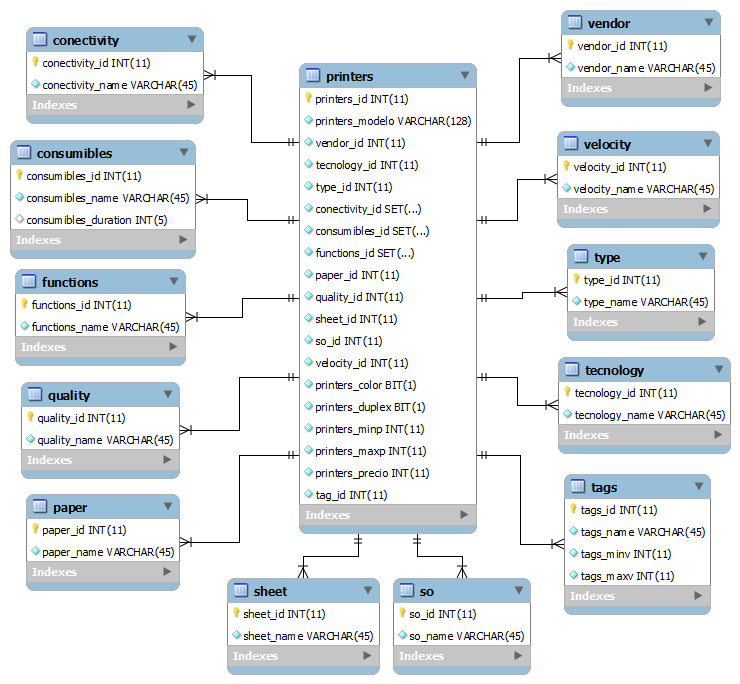 conectivity
conectivity_id INT(11)
conectivity_name VARCHAR(45)
Indexes
consumibles
consumibles_id INT(11)
consumibles_name VARCHAR(45)
consumibles_duration INT(5)
Indexes
functions
functions_id INT(11)
functions_name VARCHAR(45)
Indexes
quality
quality_id INT(11)
quality_name VARCHAR(45)
Indexes
paper
paper_id INT(11)
paper_name VARCHAR(45)
Indexes
printers
printers_id INT(11)
printers_modelo VARCHAR(128)
vendor_id INT(11)
tecnology_id INT(11)
type_id INT(11)
conectivity_id SET(...)
consumibles_id SET(...)
functions_id SET(...)
paper_id INT(11)
quality_id INT(11)
sheet_id INT(11)
so_id INT(11)
velocity_id INT(11)
printers_color BIT(1)
printers_duplex BIT(1)
printers_minp INT(11)
printers_maxp INT(11)
printers_precio INT(11)
tag_id INT(11)
Indexes
sheet
sheet_id INT(11)
sheet_name VARCHAR(45)
Indexes
so
so_id INT(11)
so_name VARCHAR(45)
Indexes
vendor
vendor_id INT(11)
vendor_name VARCHAR(45)
Indexes
velocity
velocity_id INT(11)
velocity_name VARCHAR(45)
Indexes
type
type_id INT(11)
type_name VARCHAR(45)
Indexes
tecnology
tecnology_id INT(11)
tecnology_name VARCHAR(45)
Indexes
tags
tags_id INT(11)
tags_name VARCHAR(45)
tags_minv INT(11)
tags_maxv INT(11)
Indexes